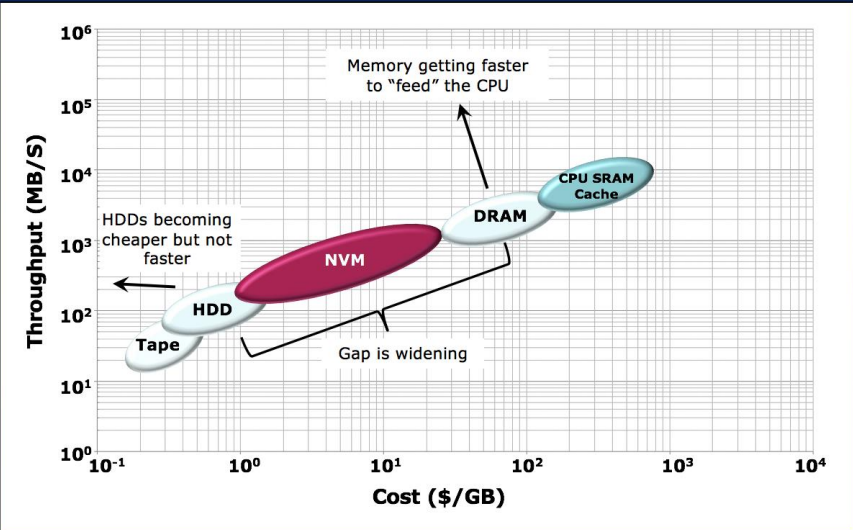 10⁶
Memory getting faster
to “feed” the CPU
10⁵
10⁴
CPU SRAM
Cache
DRAM
HDDs becoming
cheaper but not
faster
10³
NVM
10²
HDD
Tape
Gap is widening
10¹
10⁰
Throughput (MB/S)
10⁻¹ 10⁰ 10¹ 10² 10³ 10⁴
Cost ($/GB)